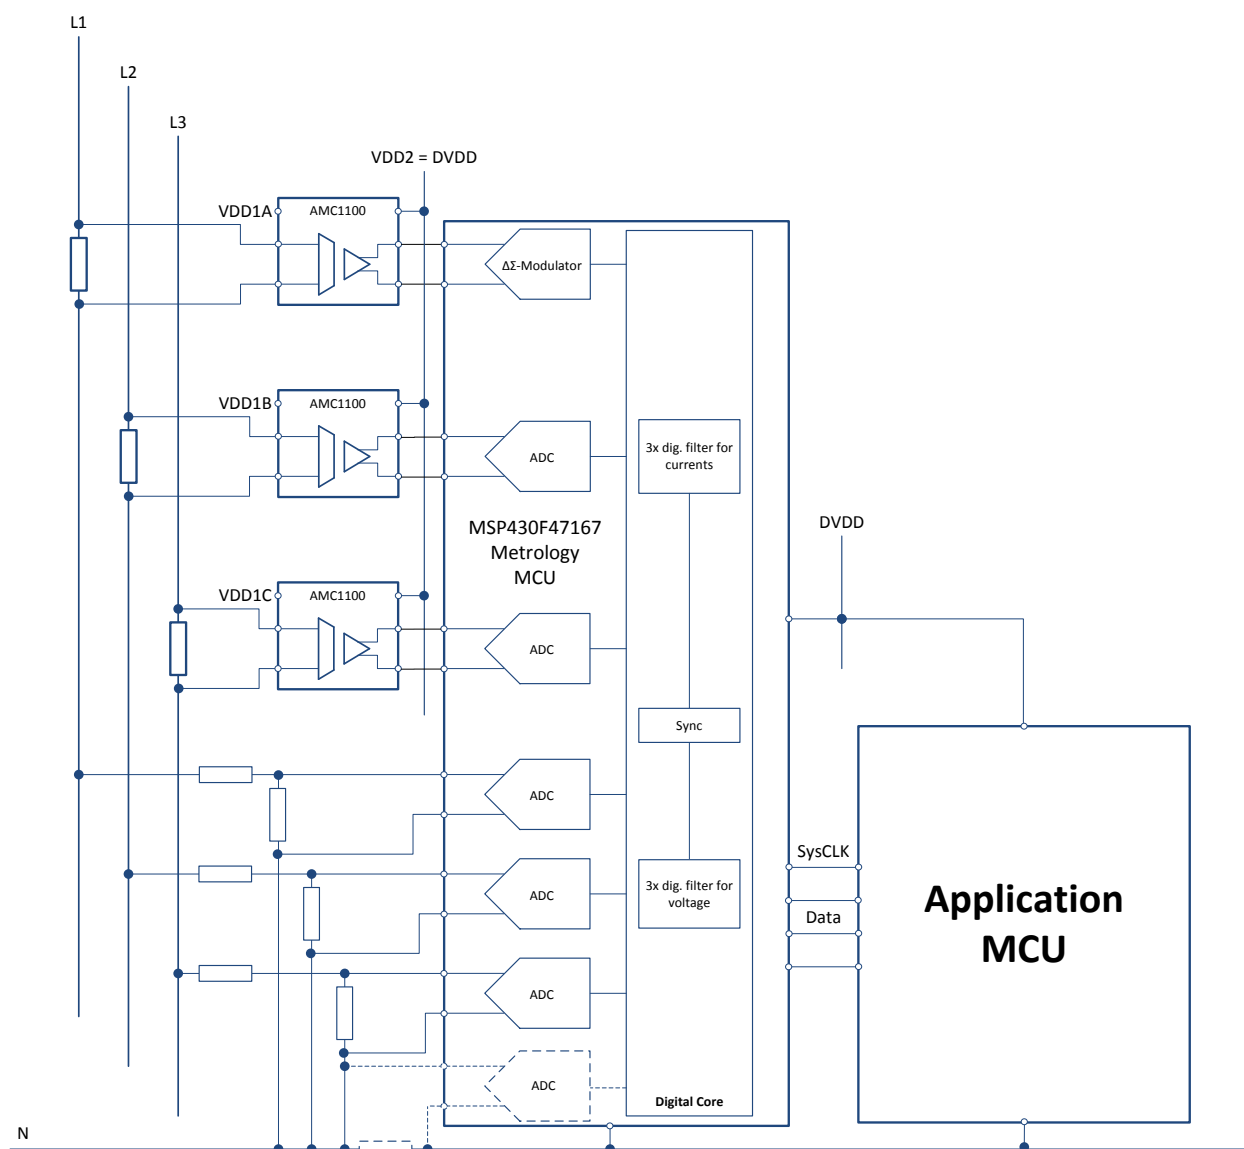 L1
L2
L3
VDD2 = DVDD
VDD1A
AMC1100
ΔΣ-Modulator
VDD1B
AMC1100
ADC
3x dig. filter for
currents
MSP430F47167
Metrology
MCU
DVDD
VDD1C
AMC1100
ADC
Sync
ADC
SysCLK
3x dig. filter for
voltage
ADC
Data
Application
MCU
ADC
ADC
Digital Core
N